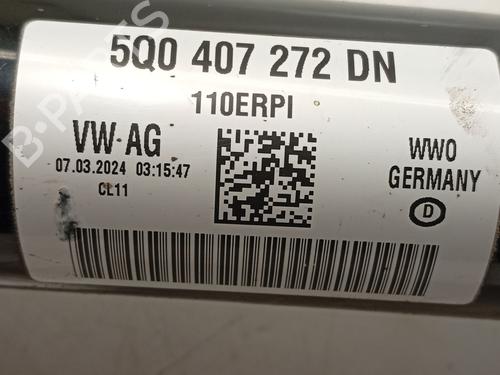 5Q0 407 272 DN
110ERPI
VW AG
07.03.2024 03:15:47
CL11
WWO
GERMANY
D